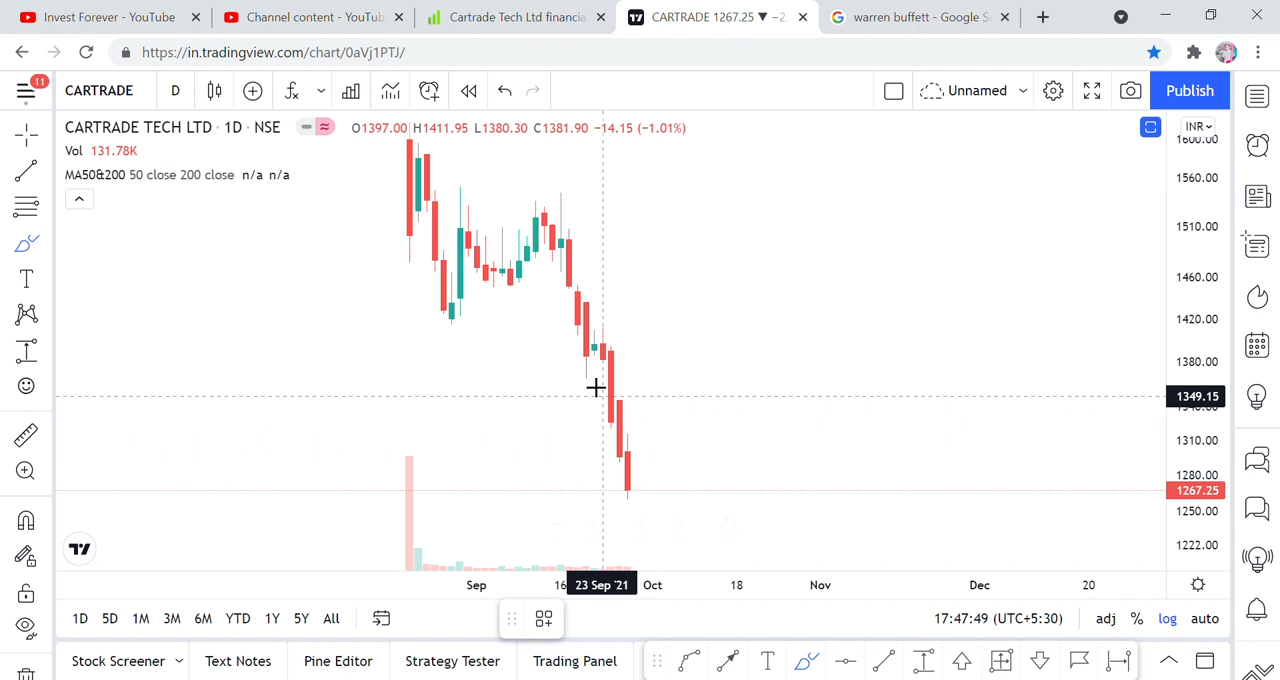 Invest Forever - YouTube
Channel content - YouTub
Cartrade Tech Ltd financia
CARTRADE 1267.25 ▼ −2.
warren buffett - Google Se
https://in.tradingview.com/chart/0aVj1PTJ/
11
CARTRADE
D
Unnamed
Publish
CARTRADE TECH LTD · 1D · NSE
O1397.00 H1411.95 L1380.30 C1381.90 −14.15 (−1.01%)
INR
Vol 131.78K
MA50&200 50 close 200 close n/a n/a
1600.00
1560.00
1510.00
1460.00
1420.00
1380.00
1349.15
1340.00
1310.00
1280.00
1267.25
1250.00
1222.00
Sep
16
23 Sep '21
Oct
18
Nov
Dec
20
1D 5D 1M 3M 6M YTD 1Y 5Y All
17:47:49 (UTC+5:30)
adj % log auto
Stock Screener
Text Notes
Pine Editor
Strategy Tester
Trading Panel